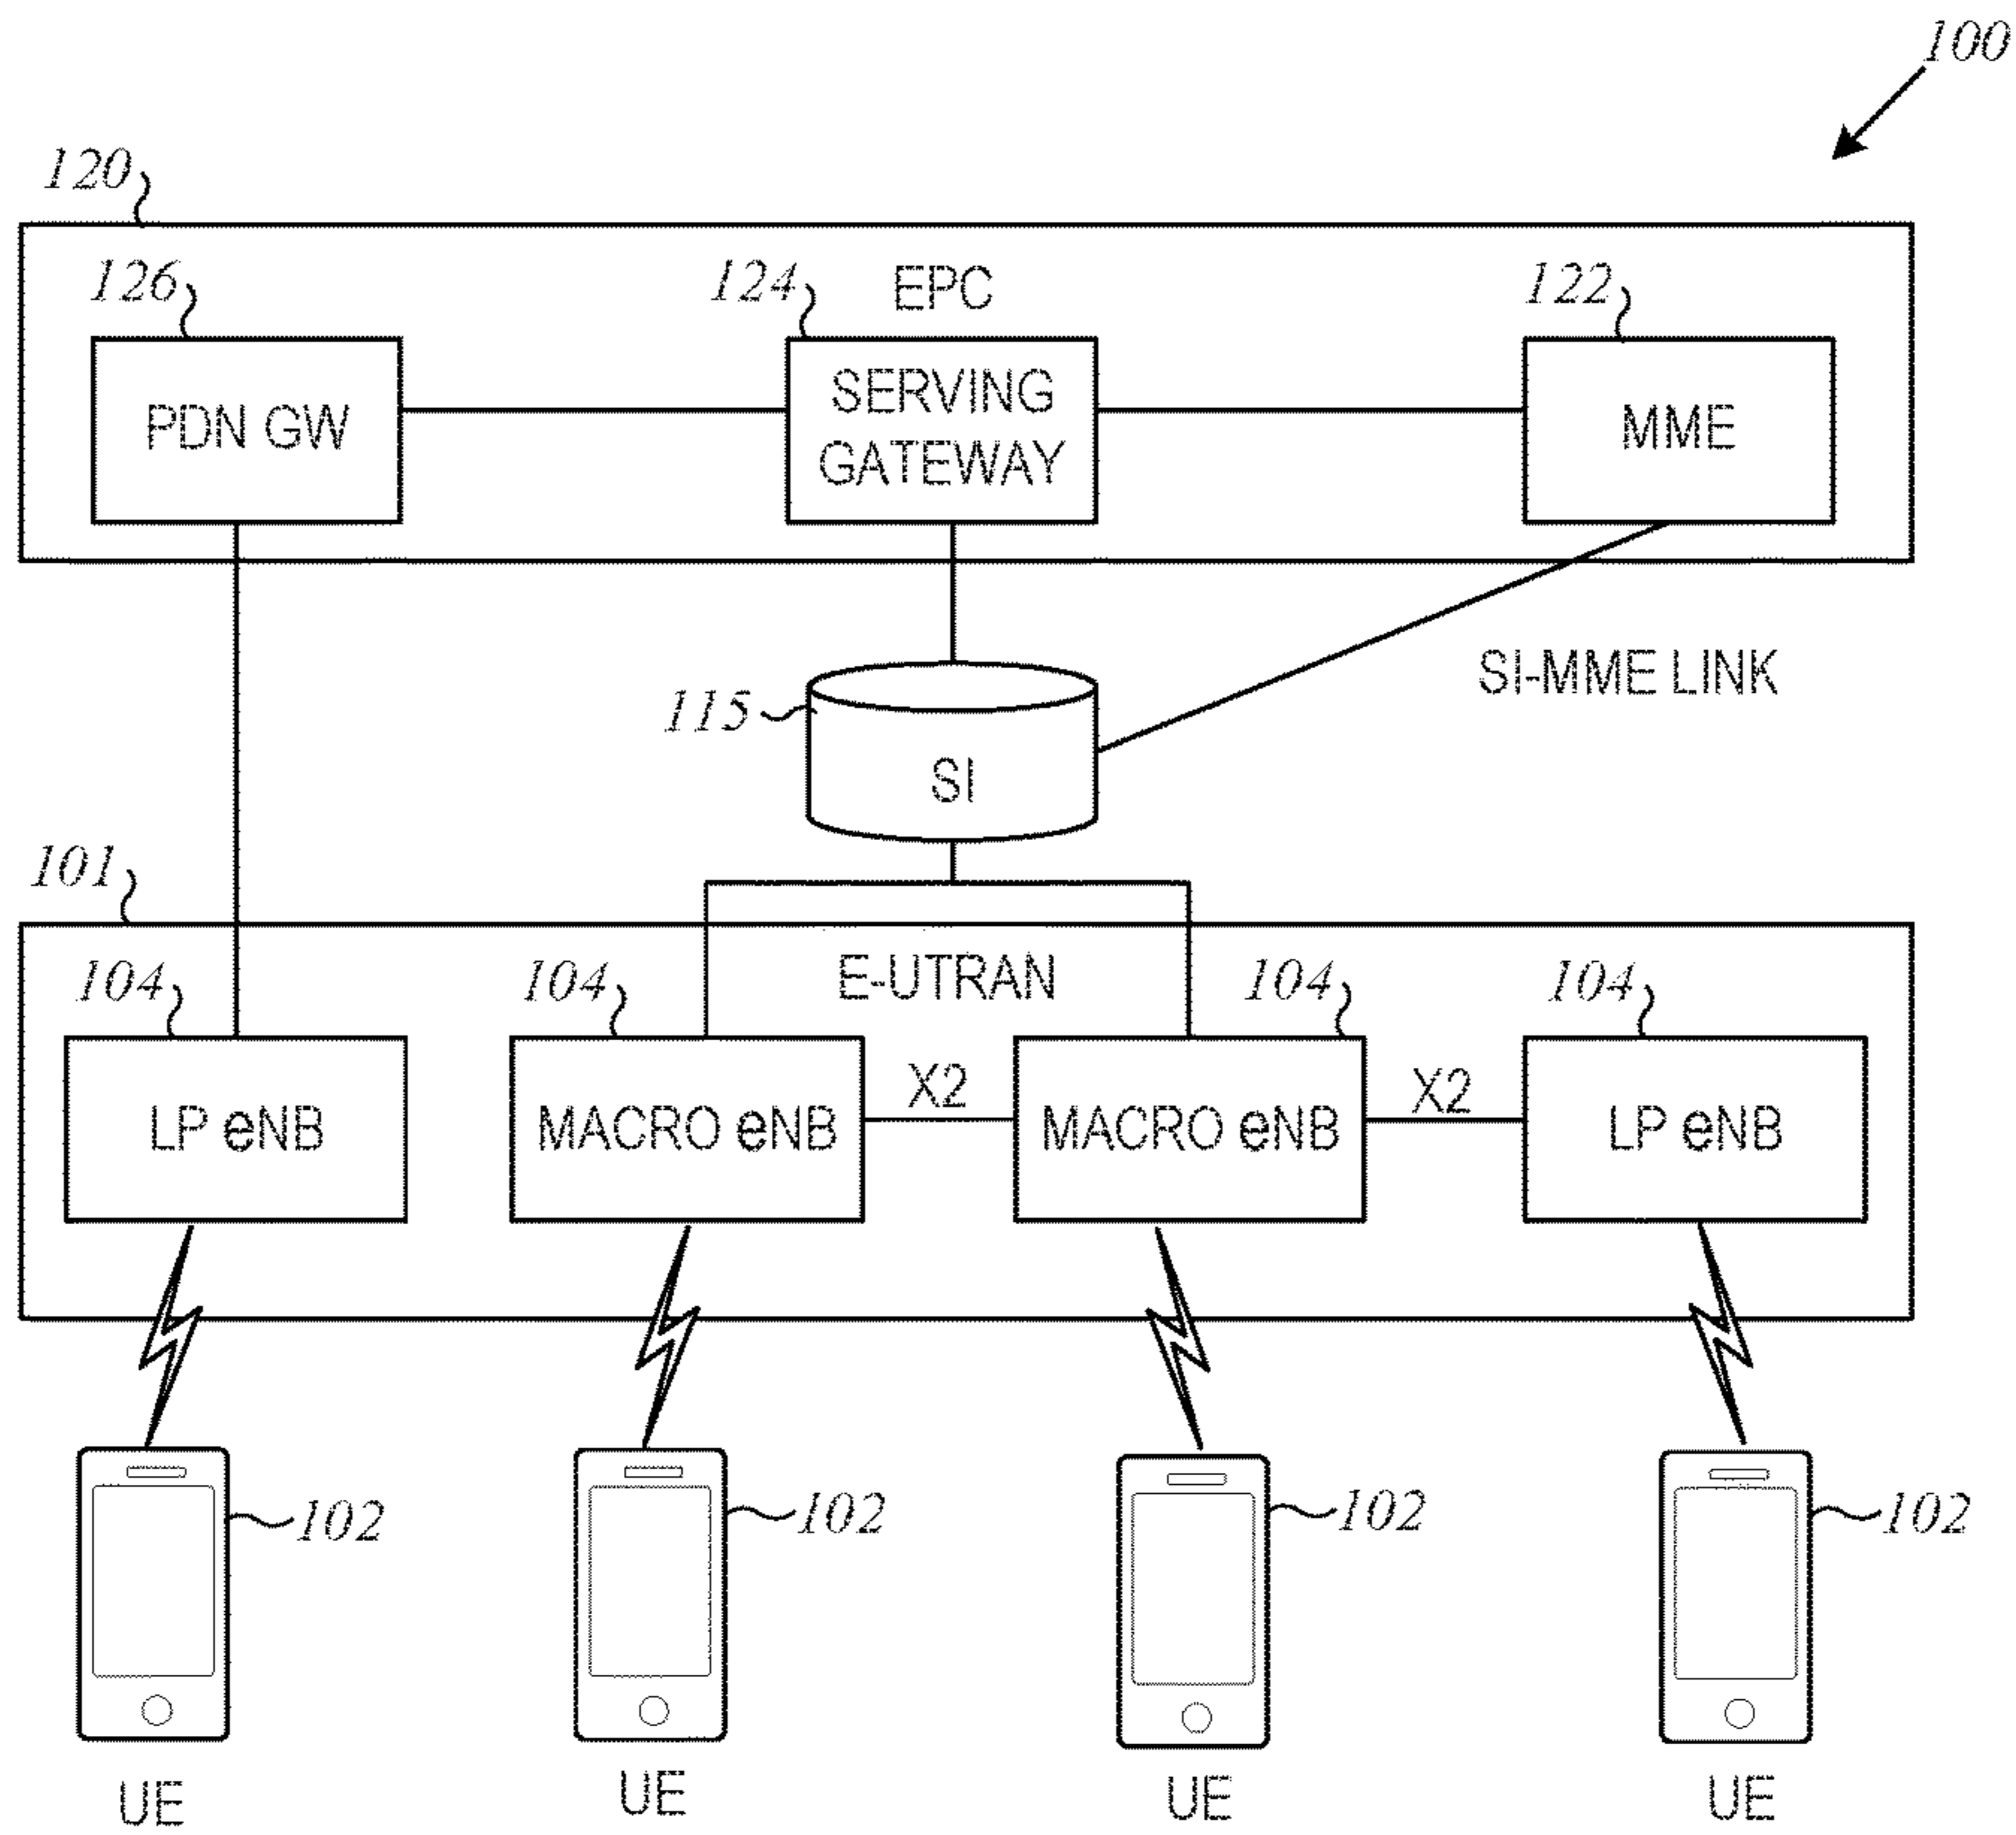 100
120
126
124
EPC
122
PDN GW
SERVING
GATEWAY
MME
SI-MME LINK
115
SI
101
E-UTRAN
104
104
104
104
LP eNB
MACRO eNB
X2
MACRO eNB
X2
LP eNB
102
102
102
102
UE
UE
UE
UE